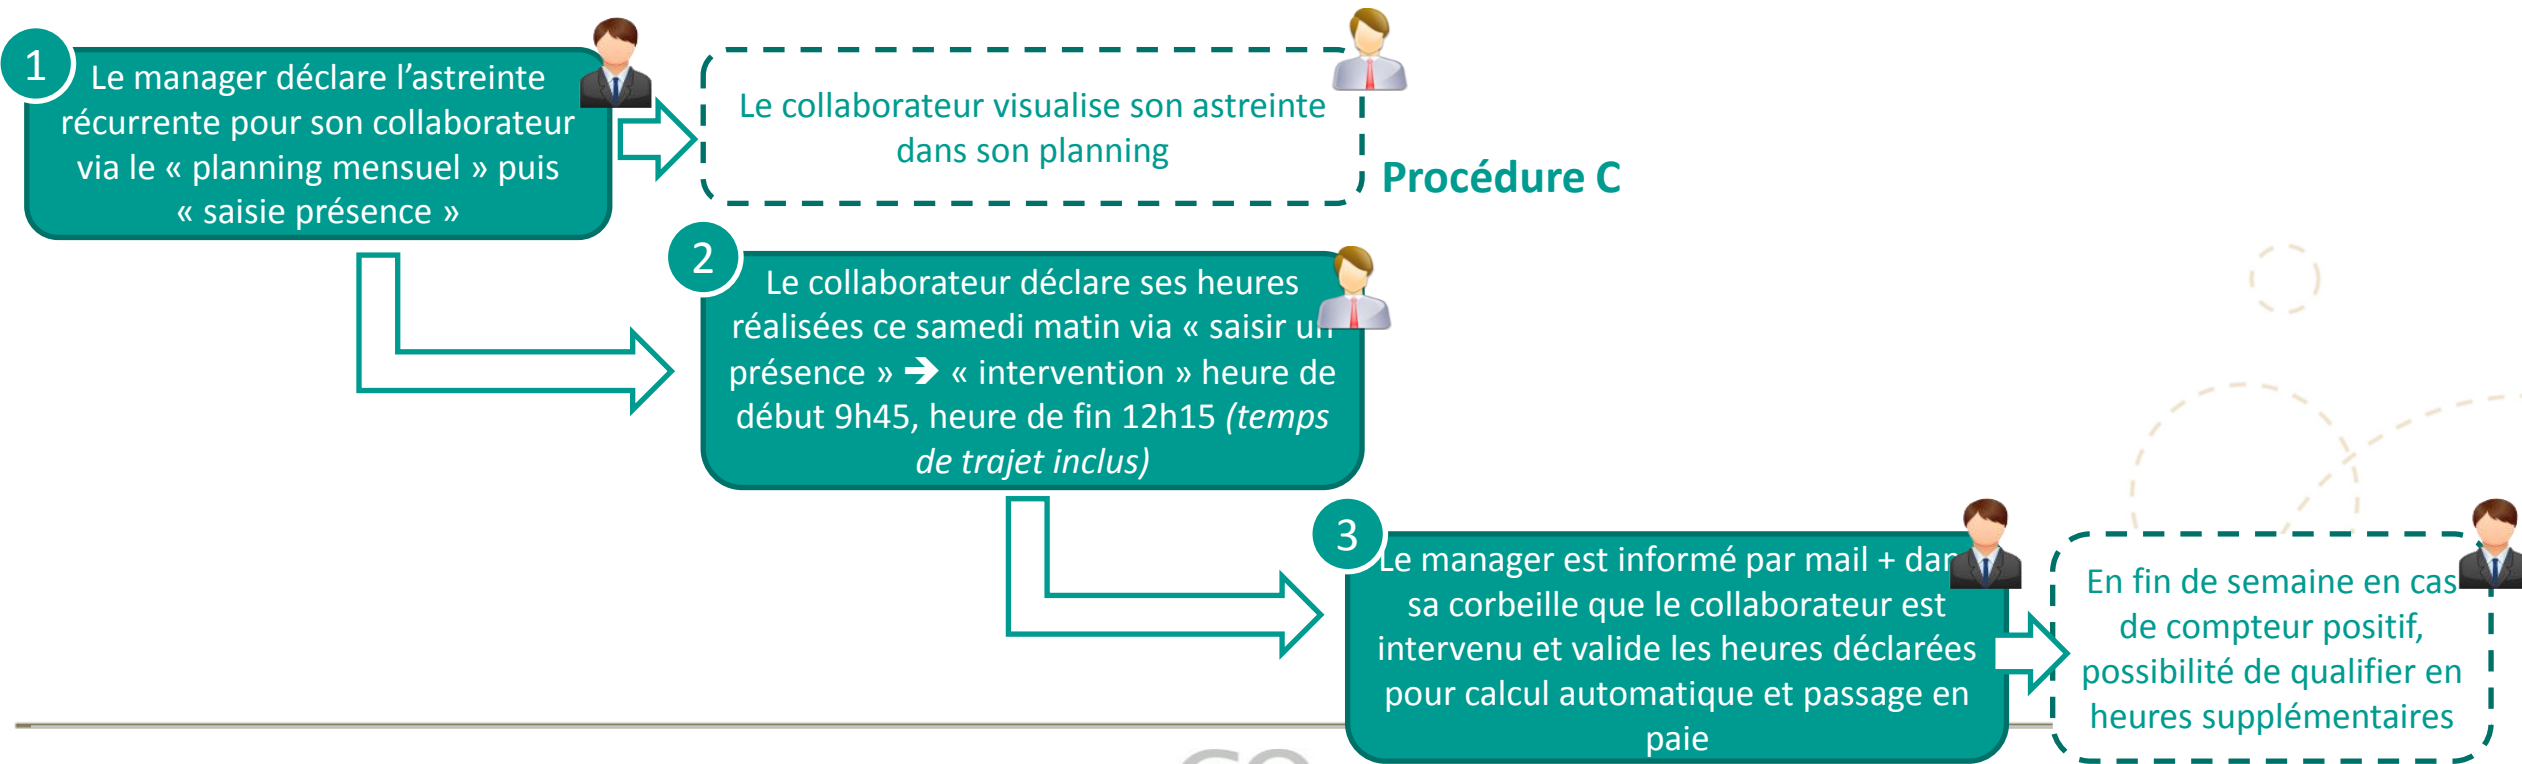 1
Le manager déclare l'astreinte
récurrente pour son collaborateur
via le « planning mensuel » puis
« saisie présence »
Le collaborateur visualise son astreinte
dans son planning
Procédure C
2
Le collaborateur déclare ses heures
réalisées ce samedi matin via « saisir un
présence » ➔ « intervention » heure de
début 9h45, heure de fin 12h15 (temps
de trajet inclus)
3
Le manager est informé par mail + dan
sa corbeille que le collaborateur est
intervenu et valide les heures déclarées
pour calcul automatique et passage en
paie
En fin de semaine en cas
de compteur positif,
possibilité de qualifier en
heures supplémentaires